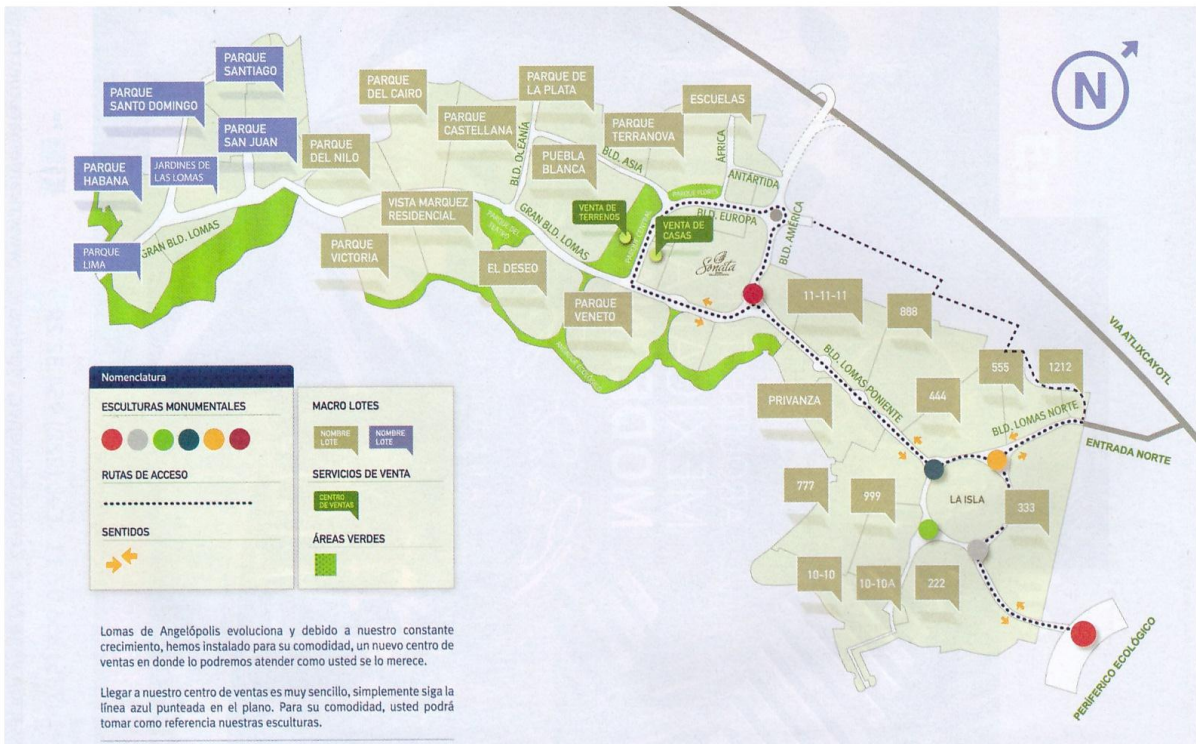 PARQUE
SANTIAGO
PARQUE
SANTO DOMINGO
PARQUE
SAN JUAN
PARQUE
HABANA
JARDINES DE
LAS LOMAS
PARQUE
LIMA
GRAN BLD. LOMAS
PARQUE
DEL NILO
PARQUE
DEL CAIRO
PARQUE
CASTELLANA
PARQUE DE
LA PLATA
PARQUE
TERRANOVA
ESCUELAS
BLD. OCEANÍA
PUEBLA
BLANCA
BLD. ASIA
ÁFRICA
ANTÁRTIDA
PARQUE FLORES
BLD. EUROPA
BLD. AMÉRICA
VISTA MARQUEZ
RESIDENCIAL
PARQUE
VICTORIA
GRAN BLD. LOMAS
VENTA DE
TERRENOS
PARQUE CENTRAL
VENTA DE
CASAS
Sonata
EL DESEO
PARQUE
VENETO
N
11-11-11
888
555
1212
444
PRIVANZA
BLD. LOMAS PONIENTE
BLD. LOMAS NORTE
VIA ATLIXCAYOTL
ENTRADA NORTE
LA ISLA
777
999
333
10-10
10-10A
222
PERÍFERICO ECOLÓGICO
Nomenclatura
ESCULTURAS MONUMENTALES
RUTAS DE ACCESO
SENTIDOS
MACRO LOTES
NOMBRE
LOTE
NOMBRE
LOTE
SERVICIOS DE VENTA
CENTRO
DE VENTAS
ÁREAS VERDES
Lomas de Angelópolis evoluciona y debido a nuestro constante
crecimiento, hemos instalado para su comodidad, un nuevo centro de
ventas en donde lo podremos atender como usted se lo merece.
Llegar a nuestro centro de ventas es muy sencillo, simplemente siga la
línea azul punteada en el plano. Para su comodidad, usted podrá
tomar como referencia nuestras esculturas.